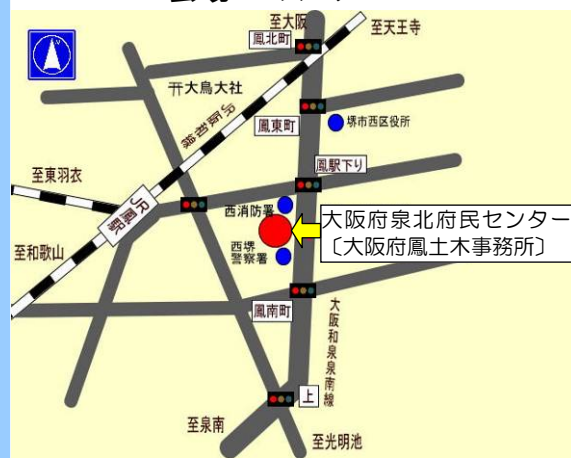 至大阪
至天王寺
鳳北町
大鳥大社
JR阪和線
鳳東町
堺市西区役所
鳳駅下り
至東羽衣
JR鳳駅
西消防署
大阪府泉北府民センター
〔大阪府鳳土木事務所〕
至和歌山
西堺
警察署
鳳南町
大阪和泉泉南線
上
至泉南
至光明池